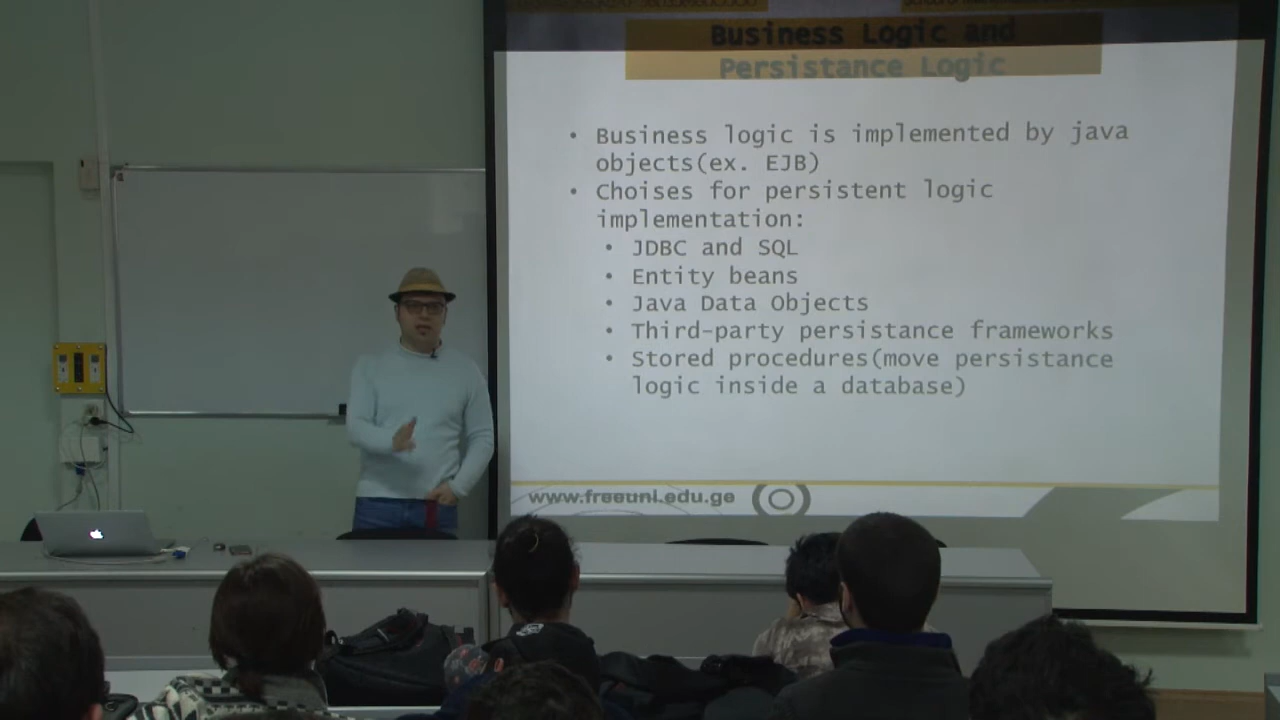 Business Logic and
Persistance Logic
• Business logic is implemented by java
objects(ex. EJB)
• Choises for persistent logic
implementation:
• JDBC and SQL
• Entity beans
• Java Data Objects
• Third-party persistance frameworks
• Stored procedures(move persistance
logic inside a database)
www.freeuni.edu.ge